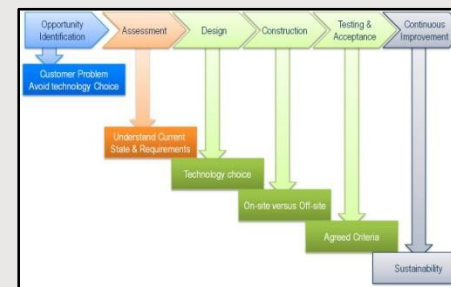 Opportunity
Identification
Assessment
Design
Construction
Testing &
Acceptance
Continuous
Improvement
Customer Problem
Avoid technology Choice
Understand Current
State & Requirements
Technology choice
On-site versus Off-site
Agreed Criteria
Sustainability